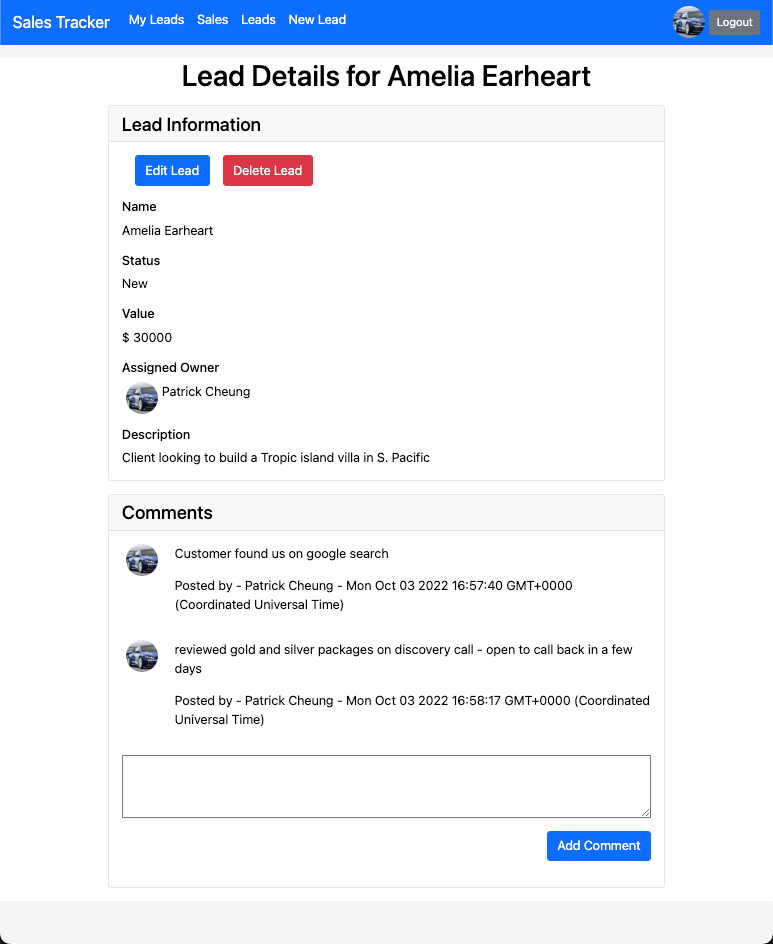 Sales Tracker My Leads Sales Leads New Lead Logout
Lead Details for Amelia Earheart
Lead Information
Edit Lead Delete Lead
Name
Amelia Earheart
Status
New
Value
$ 30000
Assigned Owner
Patrick Cheung
Description
Client looking to build a Tropic island villa in S. Pacific
Comments
Customer found us on google search
Posted by - Patrick Cheung - Mon Oct 03 2022 16:57:40 GMT+0000
(Coordinated Universal Time)
reviewed gold and silver packages on discovery call - open to call back in a few
days
Posted by - Patrick Cheung - Mon Oct 03 2022 16:58:17 GMT+0000 (Coordinated
Universal Time)
Add Comment